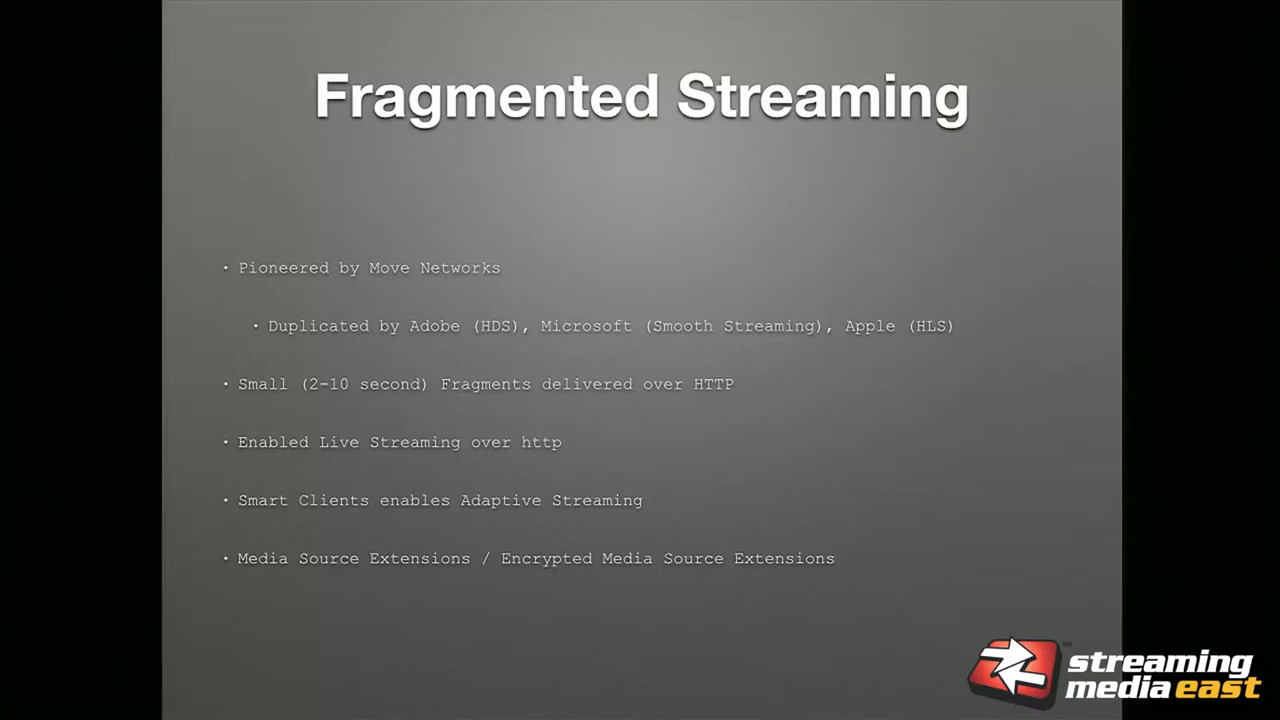 Fragmented Streaming
• Pioneered by Move Networks
• Duplicated by Adobe (HDS), Microsoft (Smooth Streaming), Apple (HLS)
• Small (2-10 second) Fragments delivered over HTTP
• Enabled Live Streaming over http
• Smart Clients enables Adaptive Streaming
• Media Source Extensions / Encrypted Media Source Extensions
SM
streaming
media east